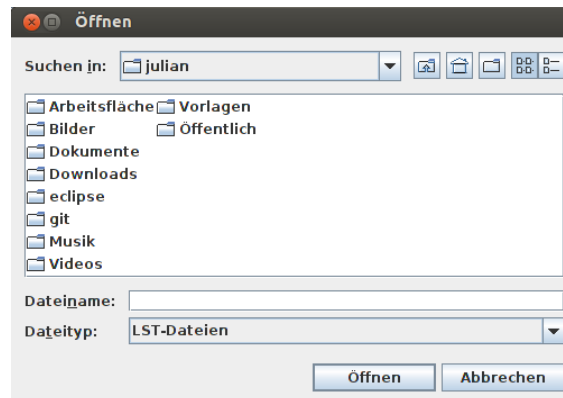 Öffnen
Suchen in: julian
Arbeitsfläche Vorlagen
Bilder Öffentlich
Dokumente
Downloads
eclipse
git
Musik
Videos
Dateiname:
Dateityp: LST-Dateien
Öffnen Abbrechen